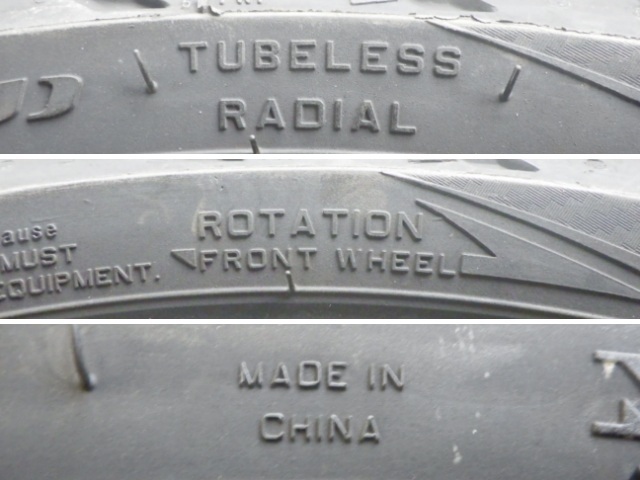 TUBELESS
RADIAL
ROTATION
FRONT WHEEL
ause
MUST
EQUIPMENT.
MADE IN
CHINA